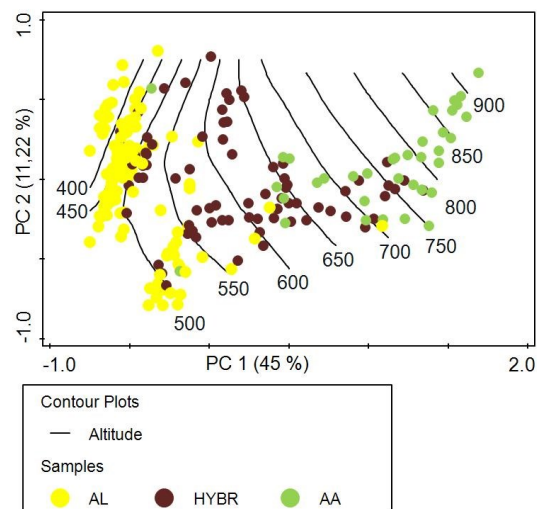 1.0
PC 2 (11,22 %)
-1.0
400
450
500
550
600
650
700
750
800
850
900
-1.0
PC 1 (45 %)
2.0
Contour Plots
Altitude
Samples
AL HYBR AA